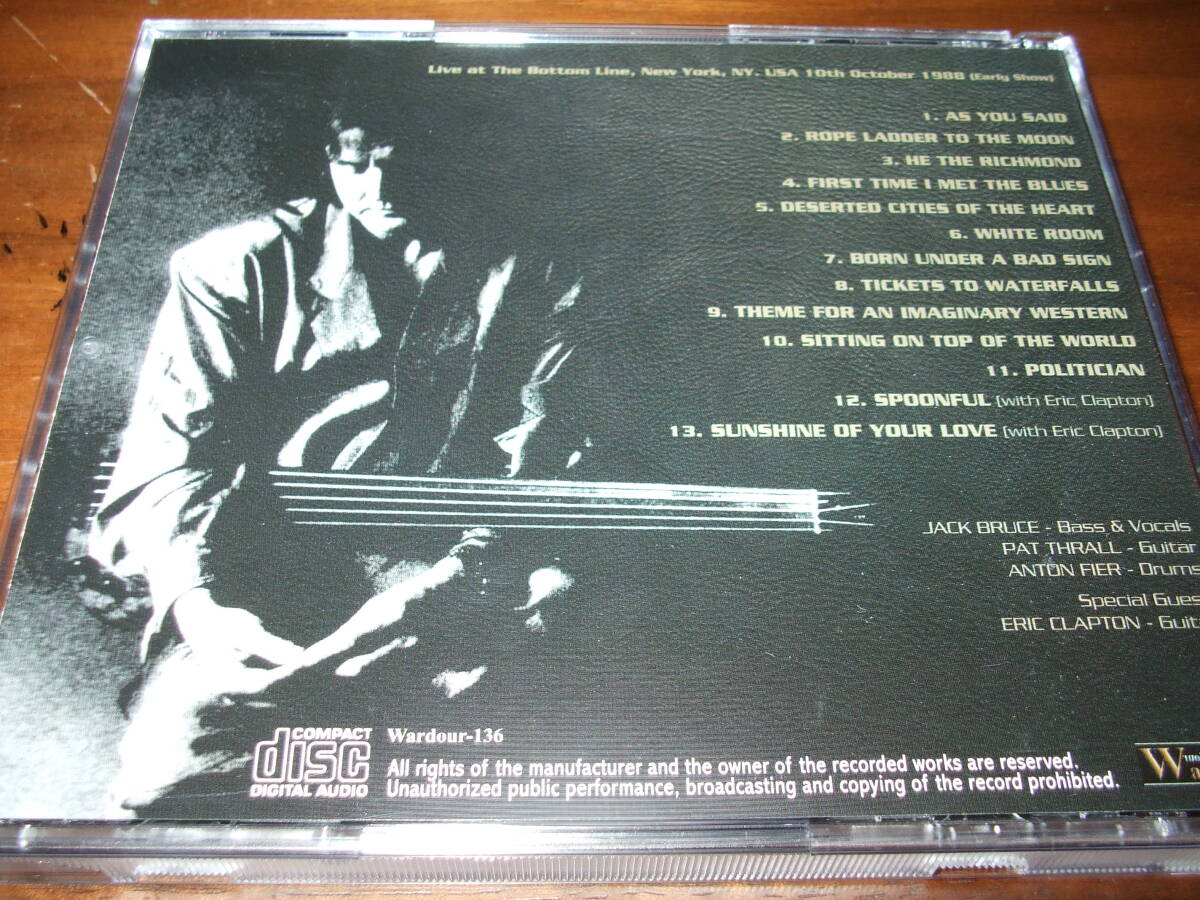 Live at The Bottom Line, New York, NY. USA 10th October 1988 (Early Show)
1. AS YOU SAID
2. ROPE LADDER TO THE MOON
3. HE THE RICHMOND
4. FIRST TIME I MET THE BLUES
5. DESERTED CITIES OF THE HEART
6. WHITE ROOM
7. BORN UNDER A BAD SIGN
8. TICKETS TO WATERFALLS
9. THEME FOR AN IMAGINARY WESTERN
10. SITTING ON TOP OF THE WORLD
11. POLITICIAN
12. SPOONFUL (with Eric Clapton)
13. SUNSHINE OF YOUR LOVE (with Eric Clapton)
JACK BRUCE - Bass & Vocals
PAT THRALL - Guitar
ANTON FIER - Drums
Special Gues
ERIC CLAPTON - Guit
COMPACT
disc
DIGITAL AUDIO
Wardour-136
All rights of the manufacturer and the owner of the recorded works are reserved.
Unauthorized public performance, broadcasting and copying of the record prohibited.